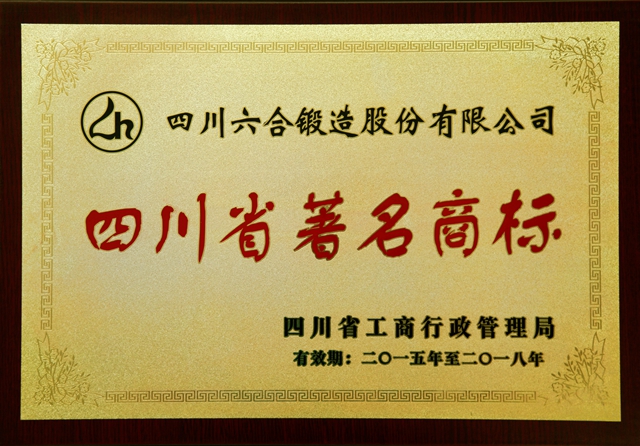 四川六合锻造股份有限公司
四川省著名商标
四川省工商行政管理局
有效期：二〇一五年至二〇一八年